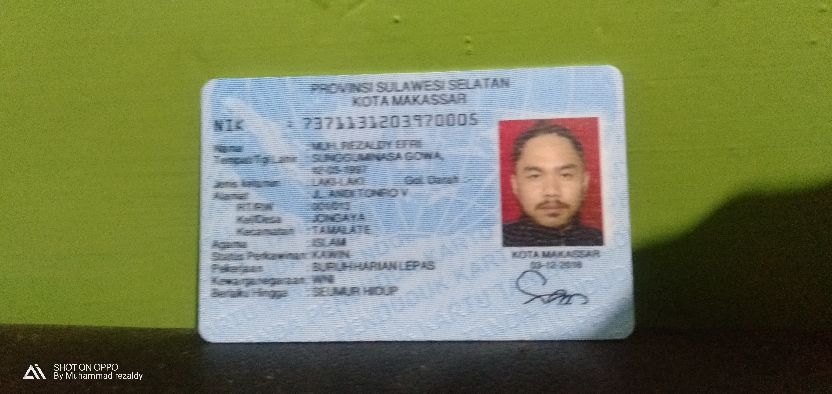 PROVINSI SULAWESI SELATAN
KOTA MAKASSAR
NIK : 7371131203970005
Nama : MUH. REZALDY EFRI
Tempat/Tgl Lahir : SUNGGUMINASA GOWA,
12-03-1997
Jenis kelamin : LAKI-LAKI Gol. Darah :-
Alamat : JL. ANDI TONRO V
RT/RW :
Kel/Desa : JONGAYA
Kecamatan : TAMALATE
Agama : ISLAM
Status Perkawinan: KAWIN
Pekerjaan : BURUH HARIAN LEPAS
Kewarganegaraan: WNI
Berlaku Hingga : SEUMUR HIDUP
KOTA MAKASSAR
03-12-2018
SHOT ON OPPO
By Muhammad rezaldy